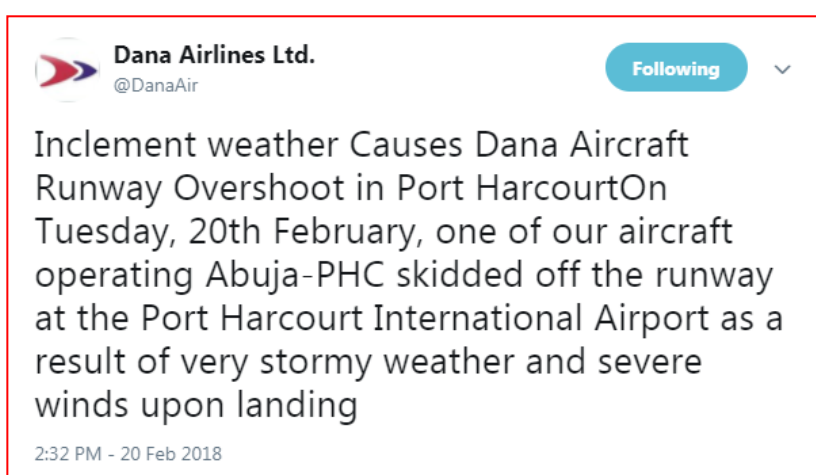 Dana Airlines Ltd.
@DanaAir
Following
Inclement weather Causes Dana Aircraft
Runway Overshoot in Port HarcourtOn
Tuesday, 20th February, one of our aircraft
operating Abuja-PHC skidded off the runway
at the Port Harcourt International Airport as a
result of very stormy weather and severe
winds upon landing
2:32 PM - 20 Feb 2018